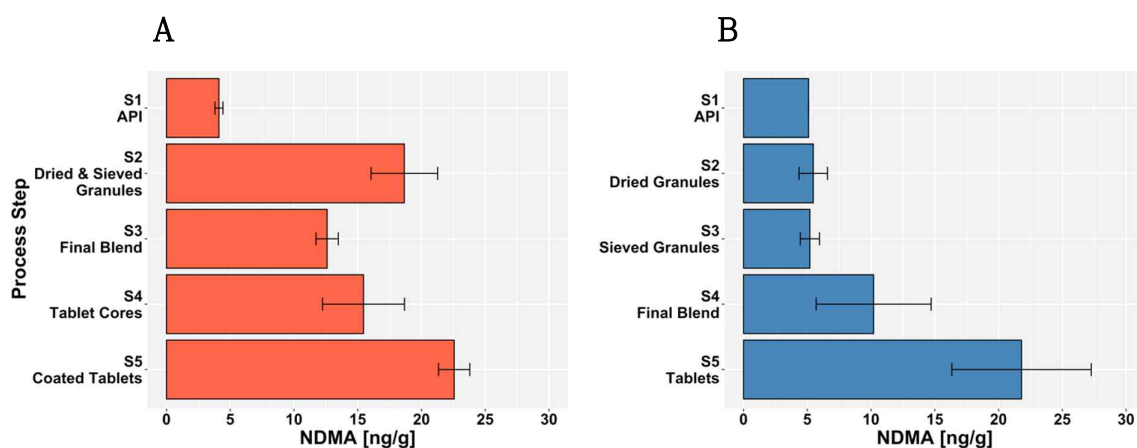 A
Process Step
S1
API
S2
Dried & Sieved
Granules
S3
Final Blend
S4
Tablet Cores
S5
Coated Tablets
0 5 10 15 20 25 30
NDMA [ng/g]
B
S1
API
S2
Dried Granules
S3
Sieved Granules
S4
Final Blend
S5
Tablets
0 5 10 15 20 25 30
NDMA [ng/g]